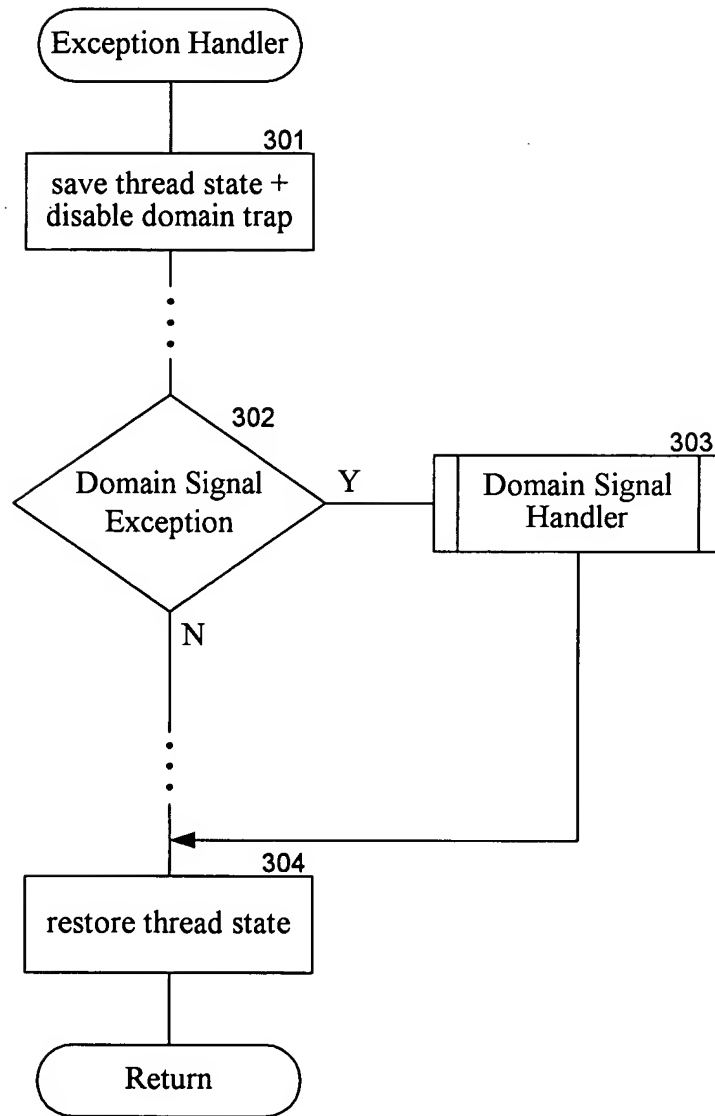 Exception Handler
301
save thread state +
disable domain trap
302
Domain Signal
Exception
Y
303
Domain Signal
Handler
N
304
restore thread state
Return